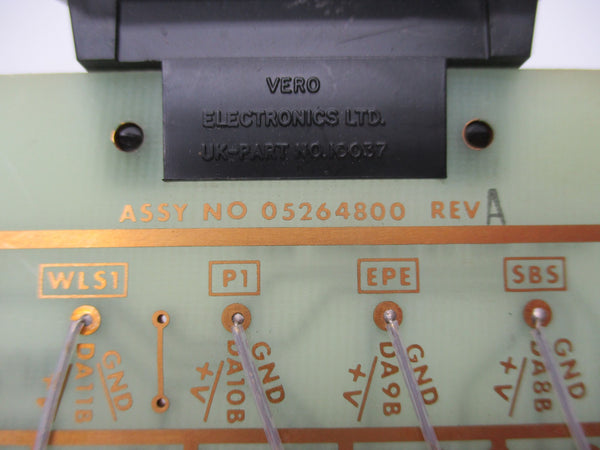 VERO
ELECTRONICS LTD.
UK-PART NO.10037
ASSY NO 05264800 REV A
WLS1 P1 EPE SBS
GND DA11B +V
GND DA10B +V
GND DA9B +V
GND DA8B +V